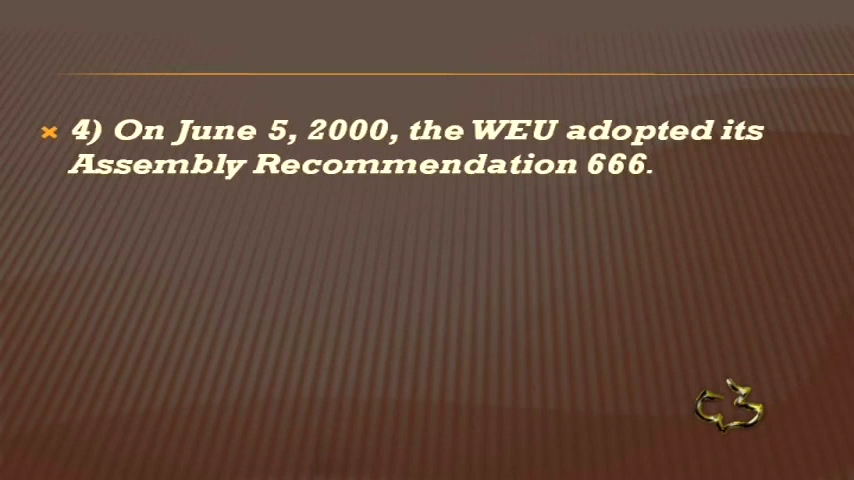 4) On June 5, 2000, the WEU adopted its
Assembly Recommendation 666.